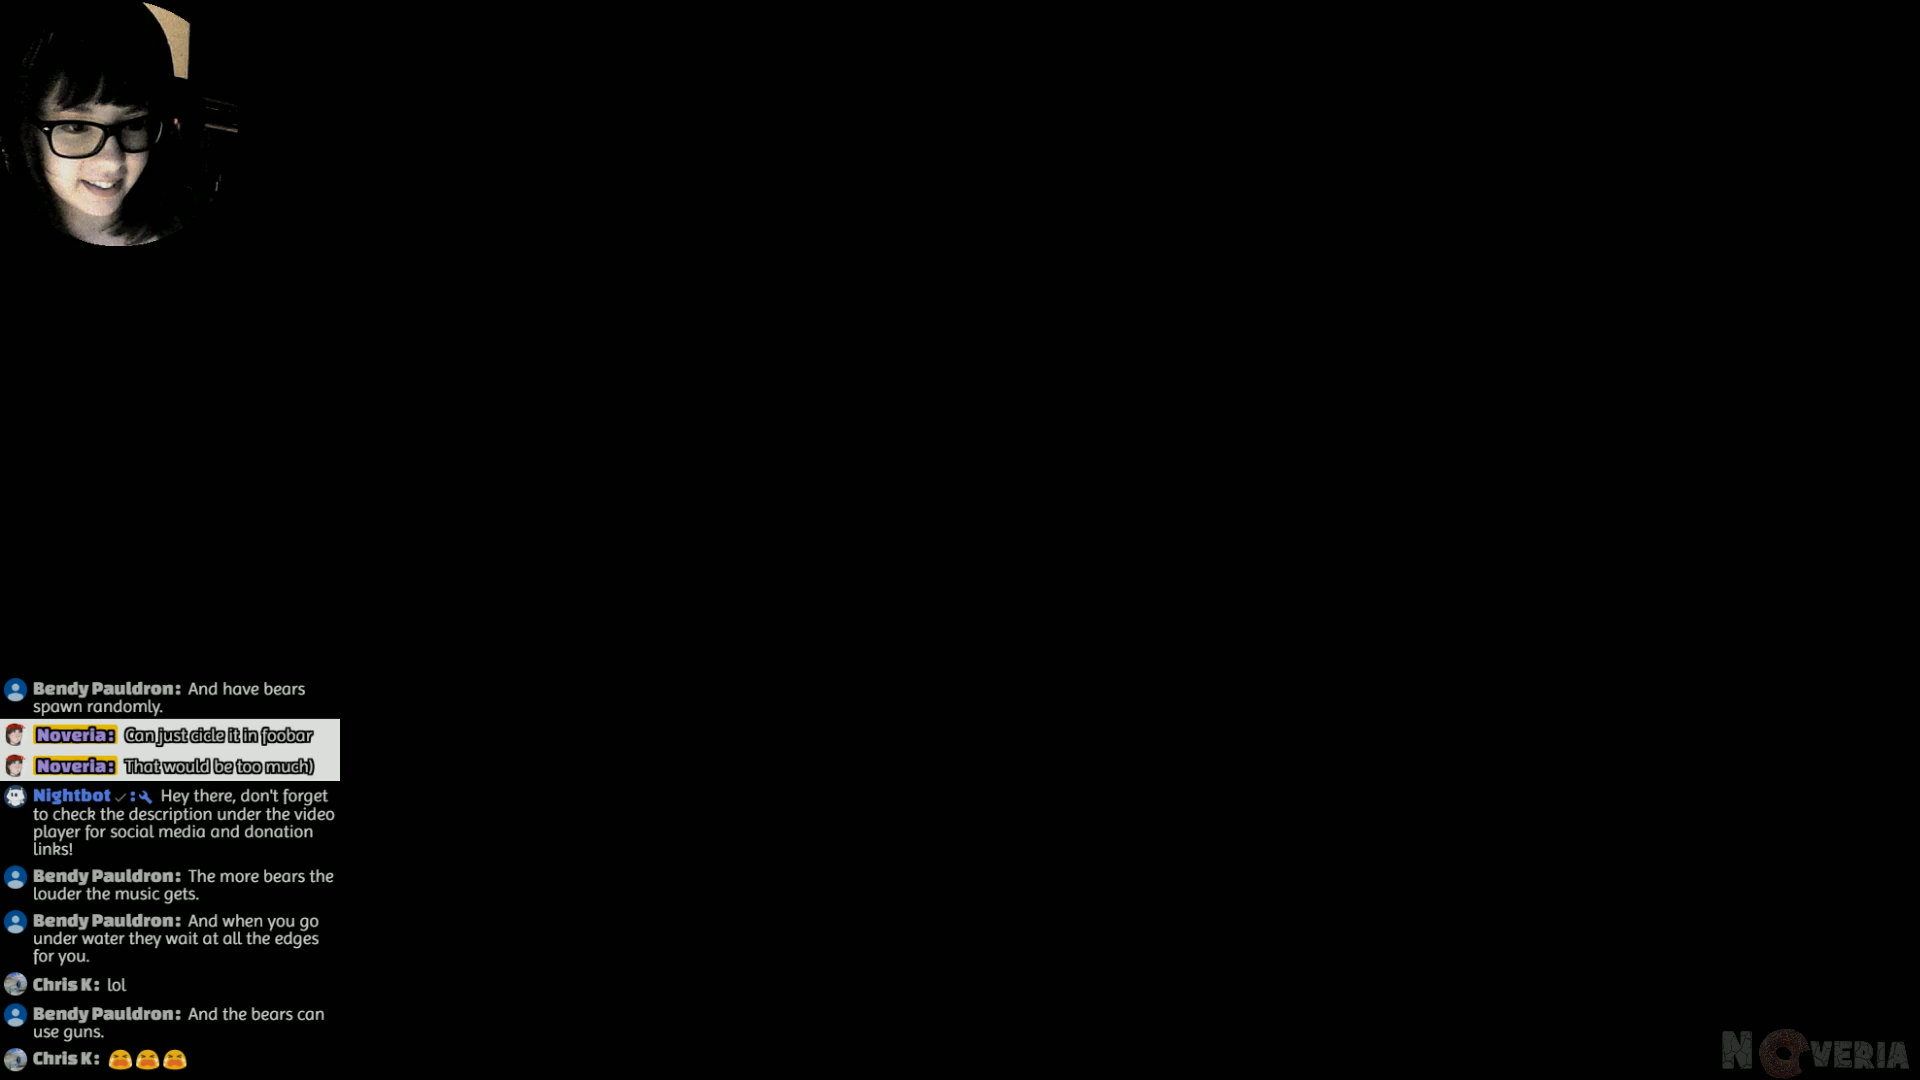 Bendy Pauldron: And have bears
spawn randomly.
Noveria: Can just cicle it in foobar
Noveria: That would be too much)
Nightbot ✓: Hey there, don't forget
to check the description under the video
player for social media and donation
links!
Bendy Pauldron: The more bears the
louder the music gets.
Bendy Pauldron: And when you go
under water they wait at all the edges
for you.
Chris K: lol
Bendy Pauldron: And the bears can
use guns.
Chris K: 😫😫😫
NOVERIA